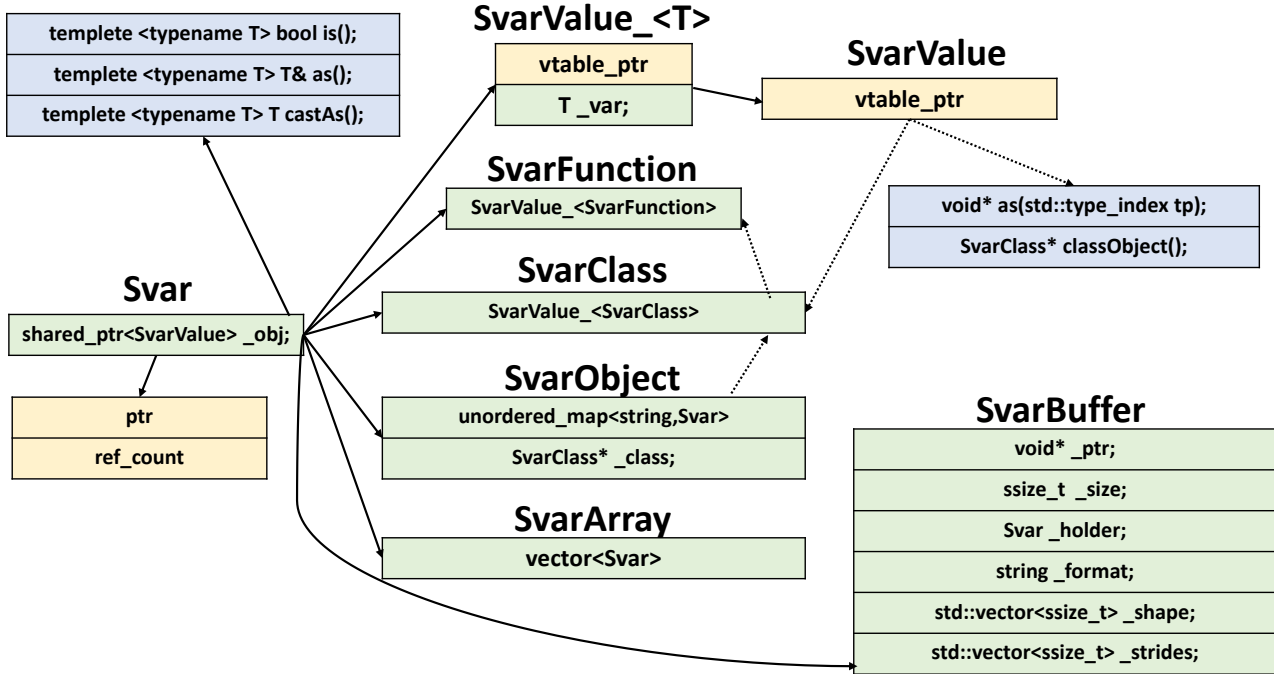 SvarValue_<T>
templete <typename T> bool is();
templete <typename T> T& as();
templete <typename T> T castAs();
vtable_ptr
T _var;
SvarValue
vtable_ptr
SvarFunction
SvarValue_<SvarFunction>
void* as(std::type_index tp);
SvarClass* classObject();
SvarClass
SvarValue_<SvarClass>
Svar
shared_ptr<SvarValue> _obj;
ptr
ref_count
SvarObject
unordered_map<string,Svar>
SvarClass* _class;
SvarArray
vector<Svar>
SvarBuffer
void* _ptr;
ssize_t _size;
Svar _holder;
string _format;
std::vector<ssize_t> _shape;
std::vector<ssize_t> _strides;